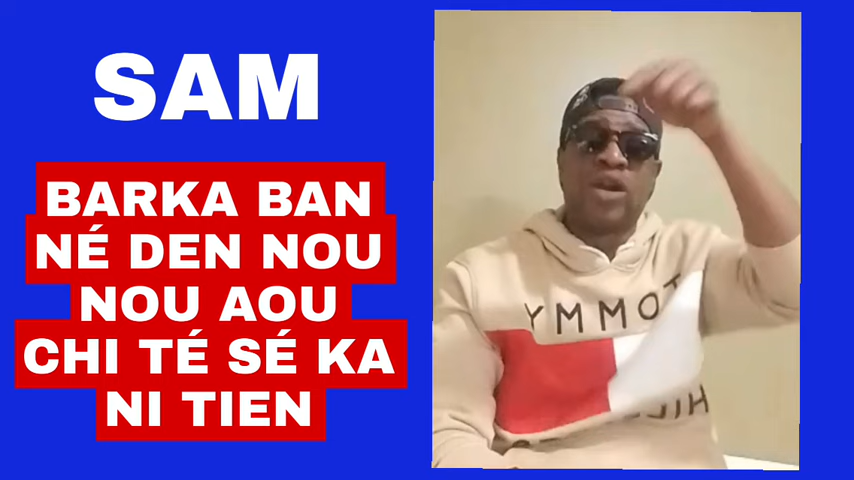 SAM
BARKA BAN
NÉ DEN NOU
NOU AOU
CHI TÉ SÉ KA
NI TIEN
YMMOT